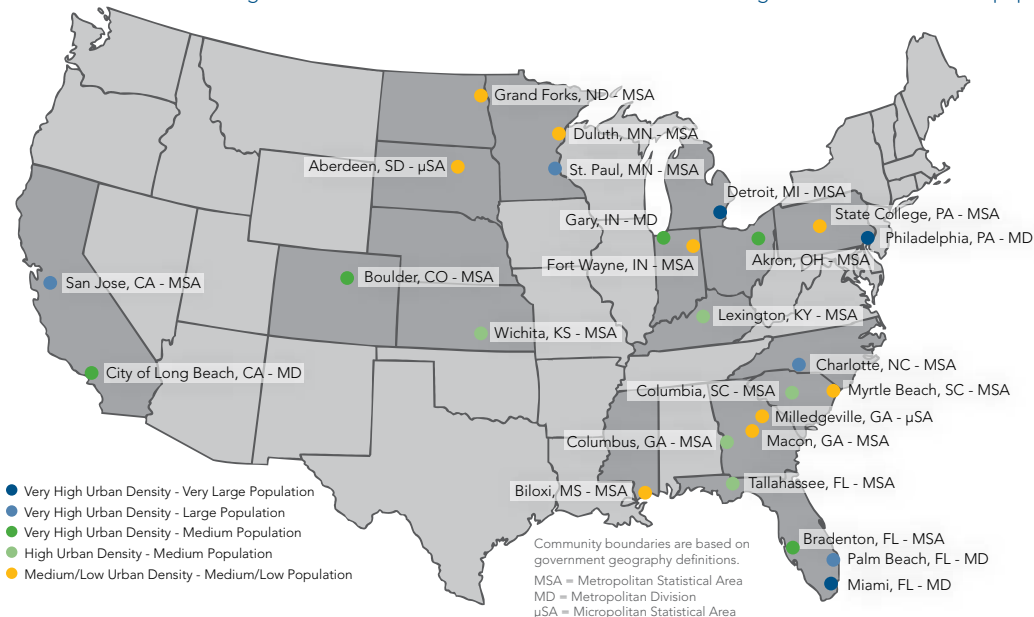 Grand Forks, ND - MSA
Duluth, MN - MSA
Aberdeen, SD - µSA
St. Paul, MN - MSA
Detroit, MI - MSA
State College, PA - MSA
Gary, IN - MD
Philadelphia, PA - MD
Fort Wayne, IN - MSA
Akron, OH - MSA
Boulder, CO - MSA
San Jose, CA - MSA
Lexington, KY - MSA
Wichita, KS - MSA
Charlotte, NC - MSA
City of Long Beach, CA - MD
Columbia, SC - MSA
Myrtle Beach, SC - MSA
Milledgeville, GA - µSA
Columbus, GA - MSA
Macon, GA - MSA
Tallahassee, FL - MSA
Biloxi, MS - MSA
Bradenton, FL - MSA
Palm Beach, FL - MD
Miami, FL - MD
Very High Urban Density - Very Large Population
Very High Urban Density - Large Population
Very High Urban Density - Medium Population
High Urban Density - Medium Population
Medium/Low Urban Density - Medium/Low Population
Community boundaries are based on
government geography definitions.
MSA = Metropolitan Statistical Area
MD = Metropolitan Division
µSA = Micropolitan Statistical Area